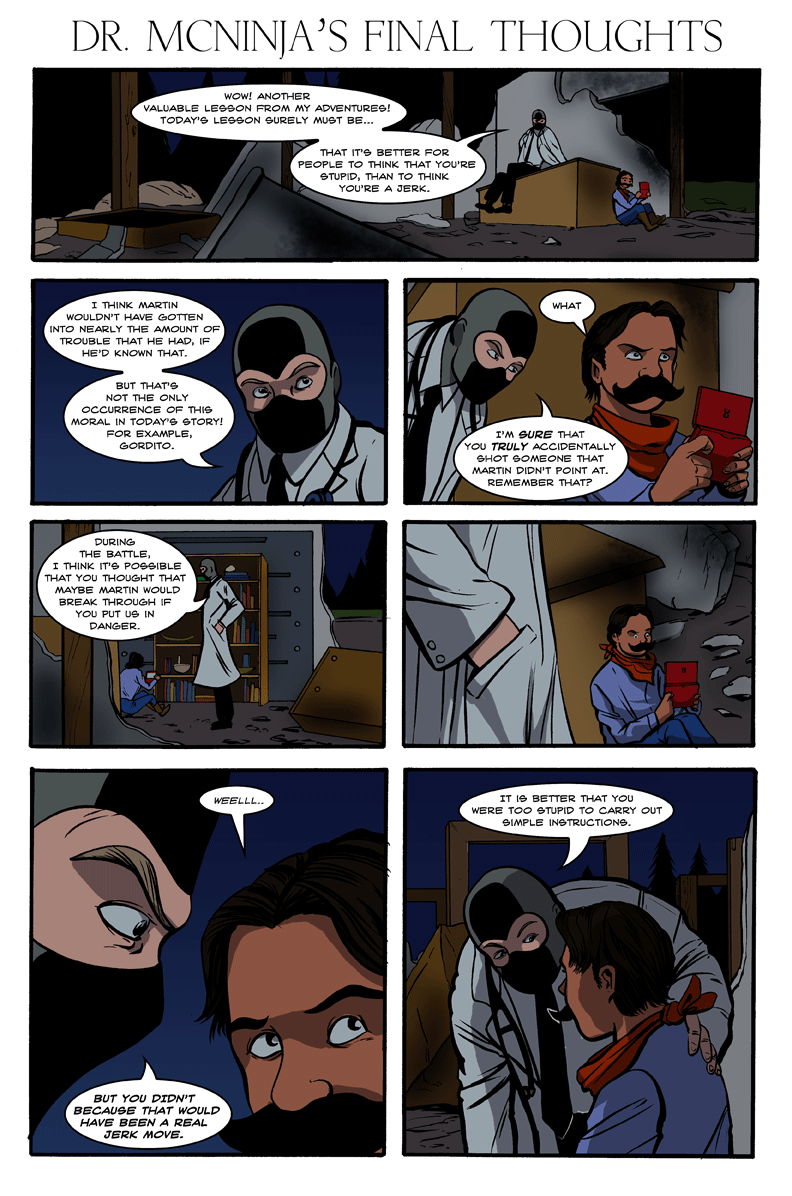 DR. MCNINJA'S FINAL THOUGHTS
WOW! ANOTHER
VALUABLE LESSON FROM MY ADVENTURES!
TODAY'S LESSON SURELY MUST BE...
THAT IT'S BETTER FOR
PEOPLE TO THINK THAT YOU'RE
STUPID, THAN TO THINK
YOU'RE A JERK.
I THINK MARTIN
WOULDN'T HAVE GOTTEN
INTO NEARLY THE AMOUNT OF
TROUBLE THAT HE HAD, IF
HE'D KNOWN THAT.
BUT THAT'S
NOT THE ONLY
OCCURRENCE OF THIS
MORAL IN TODAY'S STORY!
FOR EXAMPLE,
GORDITO.
WHAT
I'M SURE THAT
YOU TRULY ACCIDENTALLY
SHOT SOMEONE THAT
MARTIN DIDN'T POINT AT.
REMEMBER THAT?
DURING
THE BATTLE,
I THINK IT'S POSSIBLE
THAT YOU THOUGHT THAT
MAYBE MARTIN WOULD
BREAK THROUGH IF
YOU PUT US IN
DANGER.
WEELLL..
BUT YOU DIDN'T
BECAUSE THAT WOULD
HAVE BEEN A REAL
JERK MOVE.
IT IS BETTER THAT YOU
WERE TOO STUPID TO CARRY OUT
SIMPLE INSTRUCTIONS.